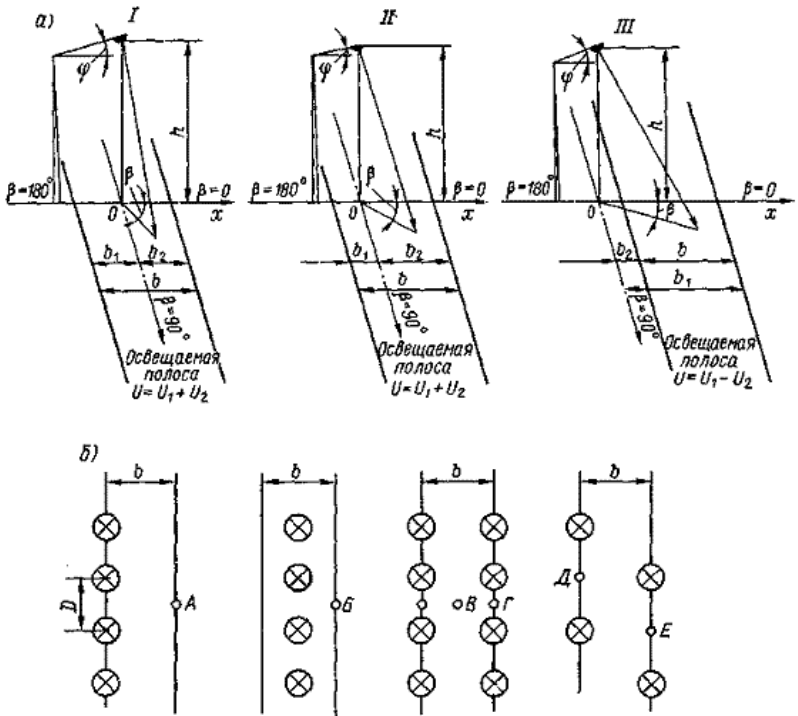 а) I II III
φ φ φ
h h h
β β β
β=180° β=0 β=180° β=0 β=180° β=0
0 x 0 x 0 x
b₁ b₂ b₁ b₂ b₂ b
b b b₁
β=90° β=90° β=90°
Освещаемая
полоса
U=U₁+U₂
Освещаемая
полоса
U=U₁+U₂
Освещаемая
полоса
U=U₁-U₂
б)
b b b b
D А Б В Г Д Е